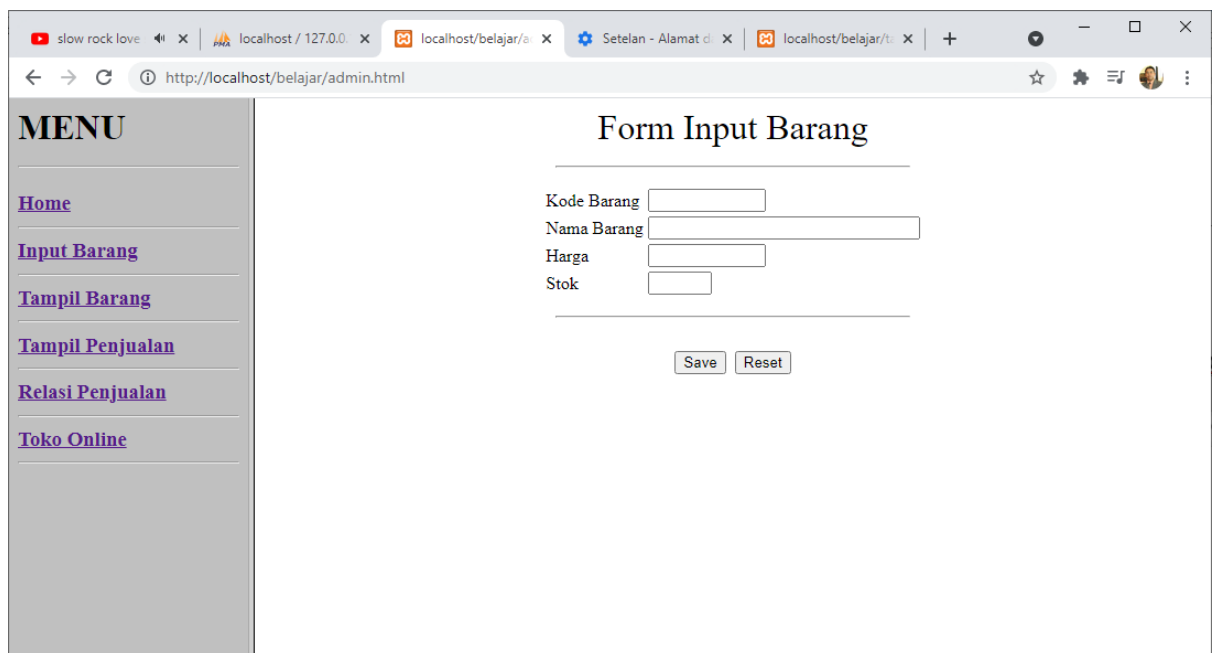 slow rock love
localhost / 127.0.0.
localhost/belajar/a
Setelan - Alamat d
localhost/belajar/t
http://localhost/belajar/admin.html
MENU
Home
Input Barang
Tampil Barang
Tampil Penjualan
Relasi Penjualan
Toko Online
Form Input Barang
Kode Barang
Nama Barang
Harga
Stok
Save Reset